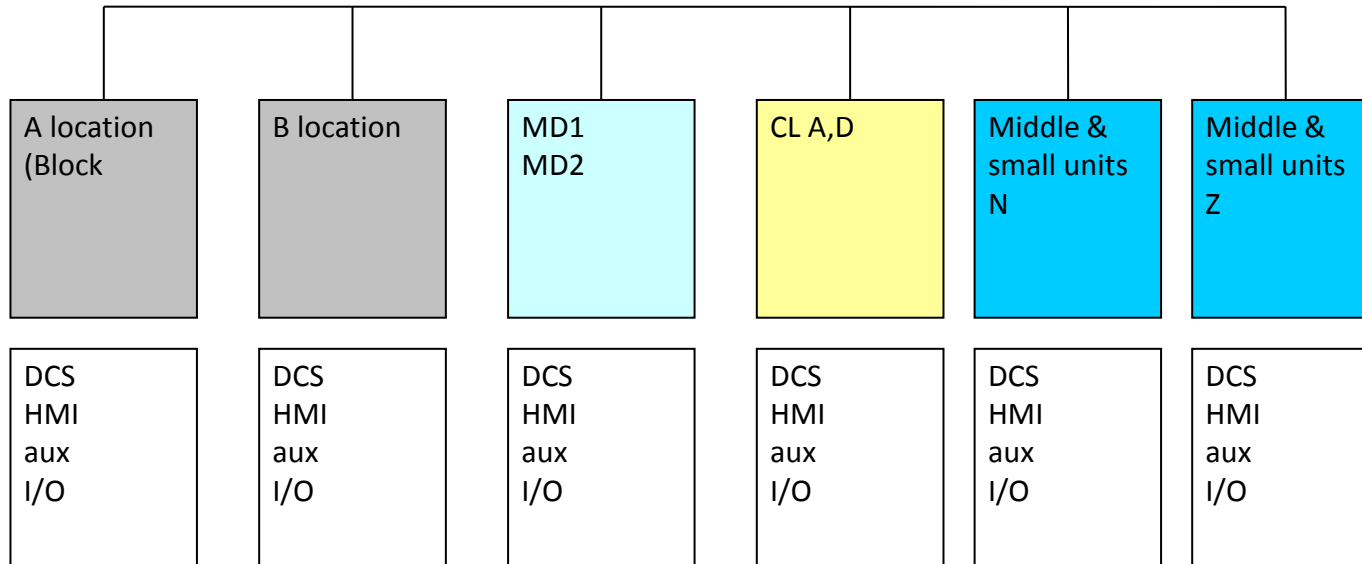 A location
(Block
B location
MD1
MD2
CL A,D
Middle &
small units
N
Middle &
small units
Z
DCS
HMI
aux
I/O
DCS
HMI
aux
I/O
DCS
HMI
aux
I/O
DCS
HMI
aux
I/O
DCS
HMI
aux
I/O
DCS
HMI
aux
I/O